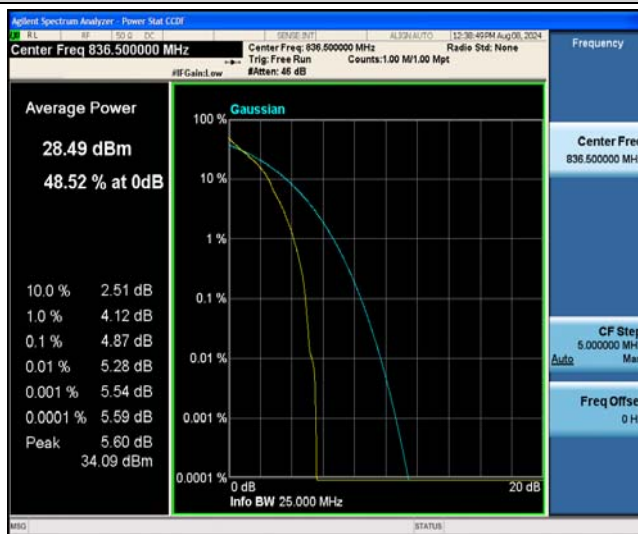 Agilent Spectrum Analyzer - Power Stat CCDF
RL RF 50 Ω DC SENSE:INT ALIGN AUTO 12:38:49 PM Aug 08, 2024
Center Freq 836.500000 MHz
Center Freq: 836.500000 MHz Radio Std: None
Trig: Free Run Counts:1.00 M/1.00 Mpt
#IFGain:Low #Atten: 46 dB
Frequency
Average Power
28.49 dBm
48.52 % at 0dB
10.0 % 2.51 dB
1.0 % 4.12 dB
0.1 % 4.87 dB
0.01 % 5.28 dB
0.001 % 5.54 dB
0.0001 % 5.59 dB
Peak 5.60 dB
34.09 dBm
Gaussian
100 %
10 %
1 %
0.1 %
0.01 %
0.001 %
0.0001 %
0 dB 20 dB
Info BW 25.000 MHz
Center Fre
836.500000 MH
CF Step
5.000000 MH
Auto Ma
Freq Offse
0 H
MSG STATUS